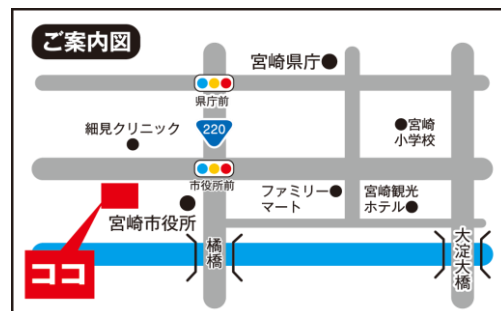 ご案内図
宮崎県庁
県庁前
細見クリニック
220
宮崎
小学校
市役所前
ファミリー
マート
宮崎観光
ホテル
宮崎市役所
橘橋
大淀大橋
ココ